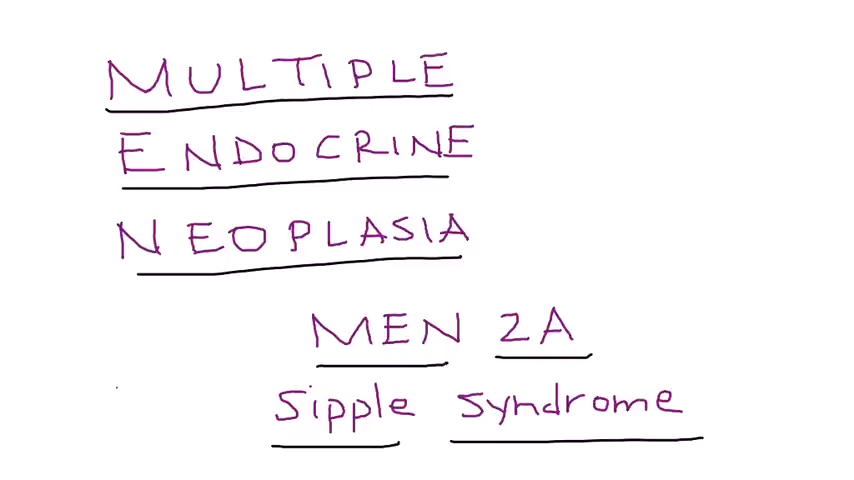 MULTIPLE
ENDOCRINE
NEOPLASIA
MEN 2A
Sipple syndrome